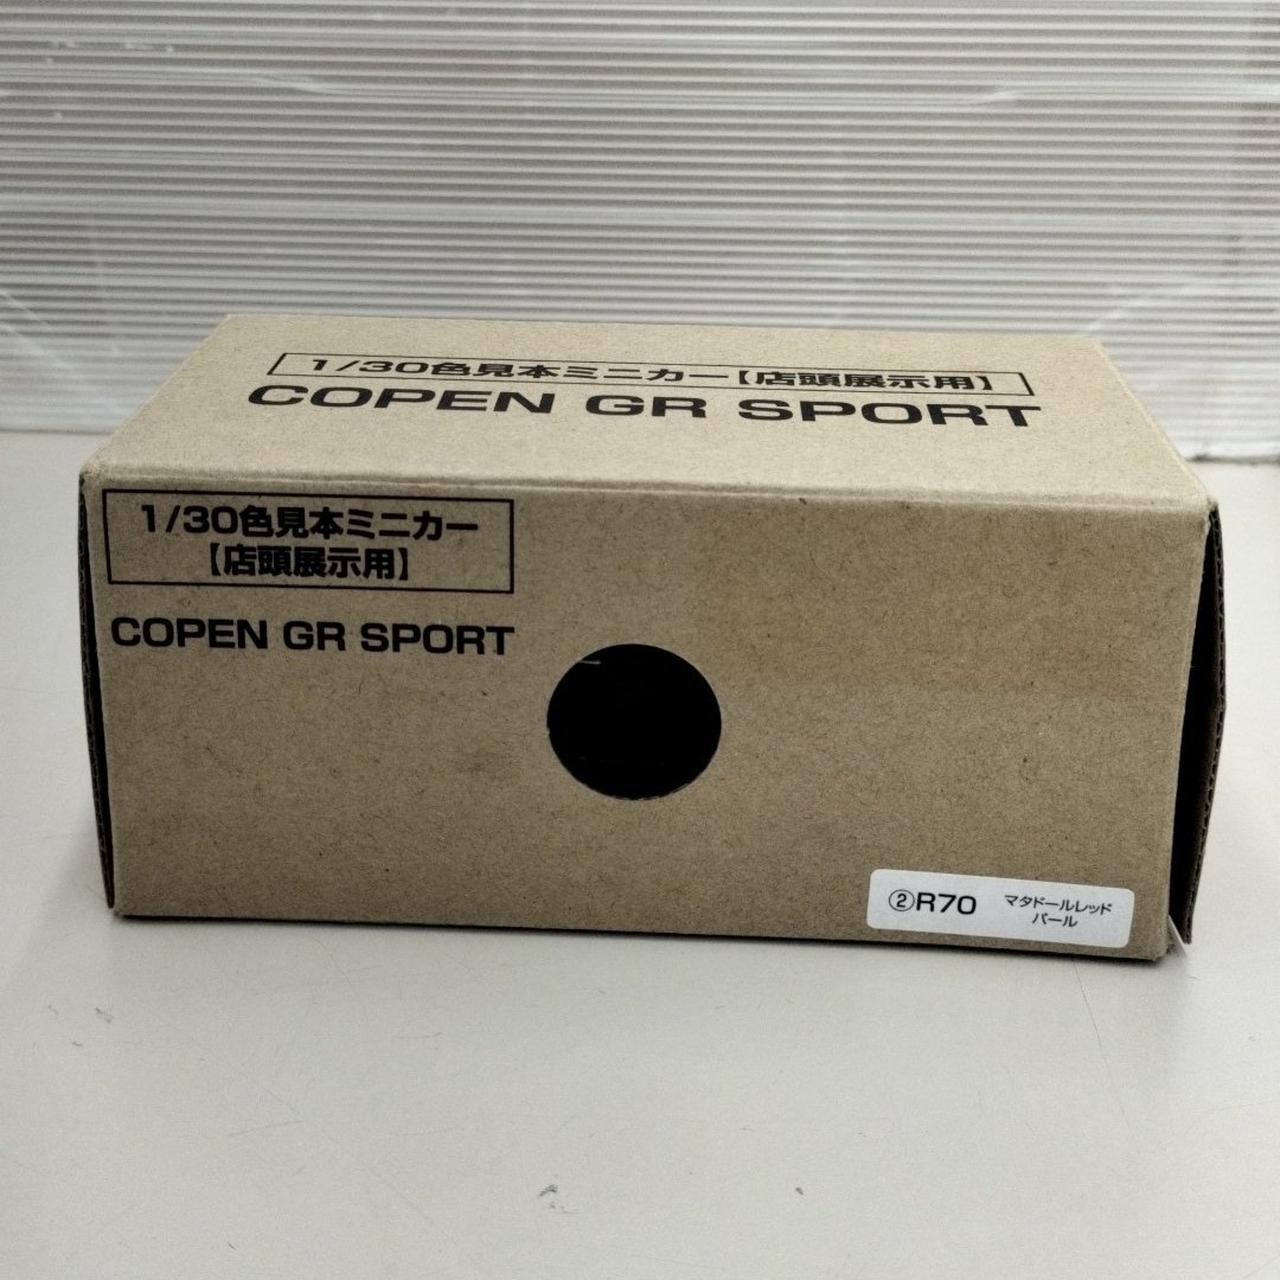 1/30色見本ミニカー【店頭展示用】
COPEN GR SPORT
1/30色見本ミニカー
【店頭展示用】
COPEN GR SPORT
②R70 マタドールレッド
パール